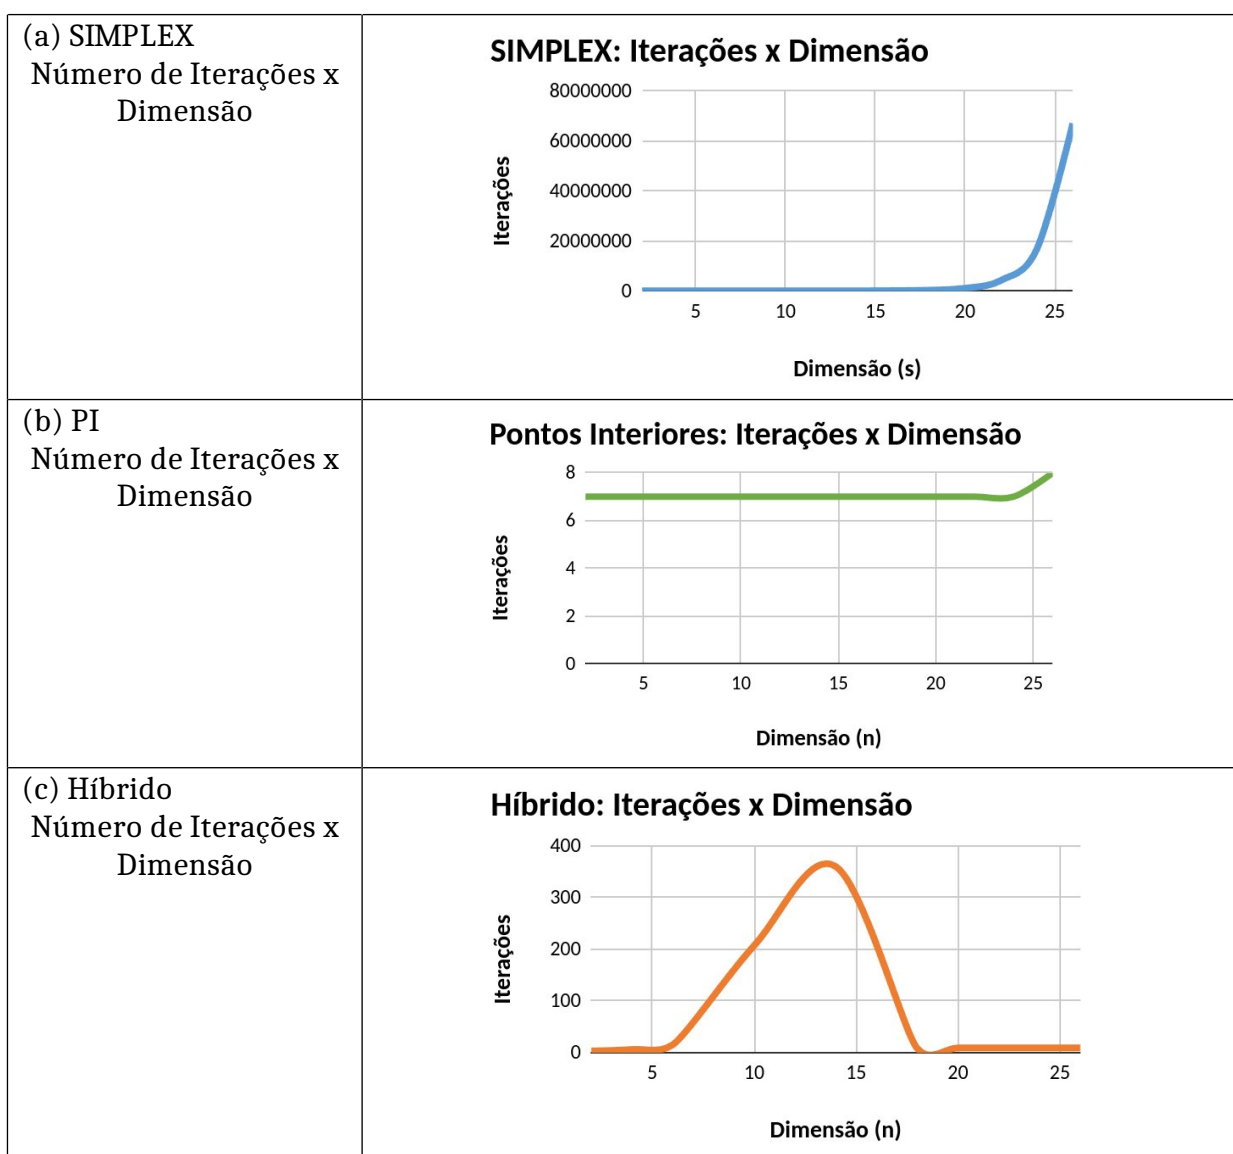 (a) SIMPLEX
Número de Iterações x
Dimensão
SIMPLEX: Iterações x Dimensão
80000000
60000000
40000000
20000000
0
Iterações
5 10 15 20 25
Dimensão (s)
(b) PI
Número de Iterações x
Dimensão
Pontos Interiores: Iterações x Dimensão
8
6
4
2
0
Iterações
5 10 15 20 25
Dimensão (n)
(c) Híbrido
Número de Iterações x
Dimensão
Híbrido: Iterações x Dimensão
400
300
200
100
0
Iterações
5 10 15 20 25
Dimensão (n)